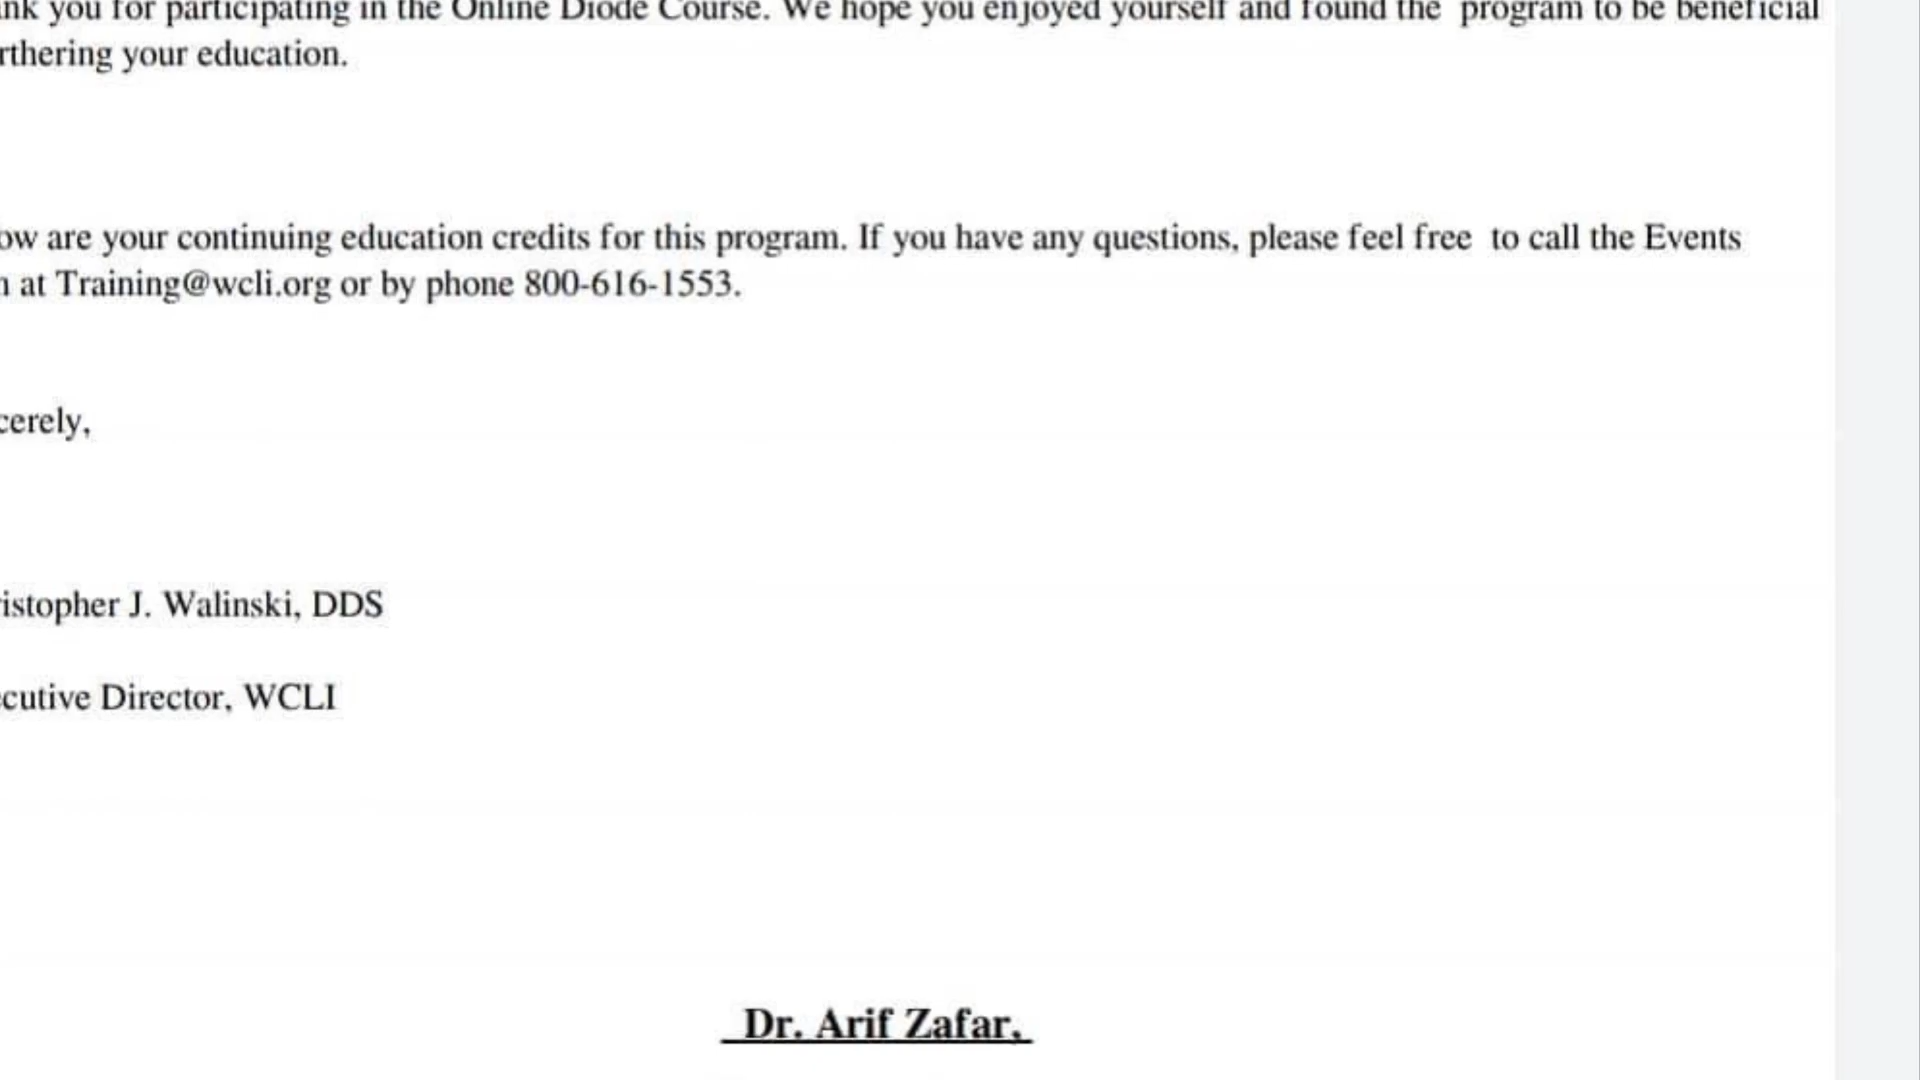 nk you for participating in the Online Diode Course. We hope you enjoyed yourself and found the program to be beneficial
rthering your education.
ow are your continuing education credits for this program. If you have any questions, please feel free to call the Events
n at Training@wcli.org or by phone 800-616-1553.
cerely,
istopher J. Walinski, DDS
cutive Director, WCLI
Dr. Arif Zafar,